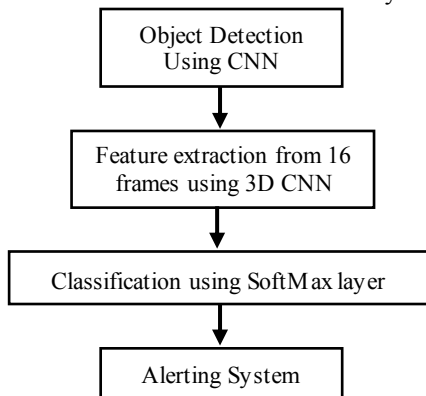 Object Detection
Using CNN
Feature extraction from 16
frames using 3D CNN
Classification using SoftMax layer
Alerting System